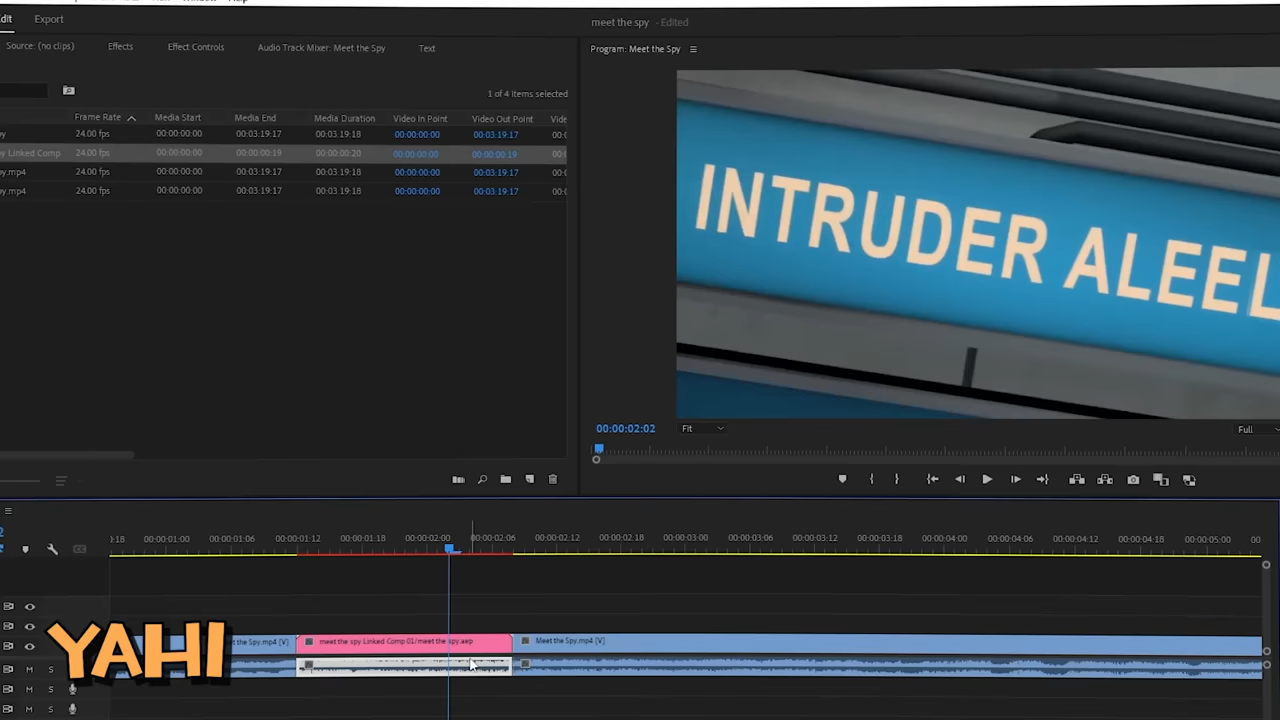 Edit Export meet the spy - Edited
Source: (no clips) Effects Effect Controls Audio Track Mixer: Meet the Spy Text Program: Meet the Spy
1 of 4 items selected
Frame Rate Media Start Media End Media Duration Video In Point Video Out Point
24.00 fps 00:00:00:00 00:03:19:17 00:03:19:18 00:00:00:00 00:03:19:17
Linked Comp 24.00 fps 00:00:00:00 00:00:00:19 00:00:00:20 00:00:00:00 00:00:00:19
.mp4 24.00 fps 00:00:00:00 00:03:19:17 00:03:19:18 00:00:00:00 00:03:19:17
.mp4 24.00 fps 00:00:00:00 00:03:19:17 00:03:19:18 00:00:00:00 00:03:19:17
INTRUDER ALEEL
00:00:02:02 Fit Full
:18 00:00:01:00 00:00:01:06 00:00:01:12 00:00:01:18 00:00:02:00 00:00:02:06 00:00:02:12 00:00:02:18 00:00:03:00 00:00:03:06 00:00:03:12 00:00:03:18 00:00:04:00 00:00:04:06 00:00:04:12 00:00:04:18 00:00:05:00 00
the Spy.mp4 [V] meet the spy Linked Comp 01/meet the spy.aep Meet the Spy.mp4 [V]
M S
M S
M S
YAHI